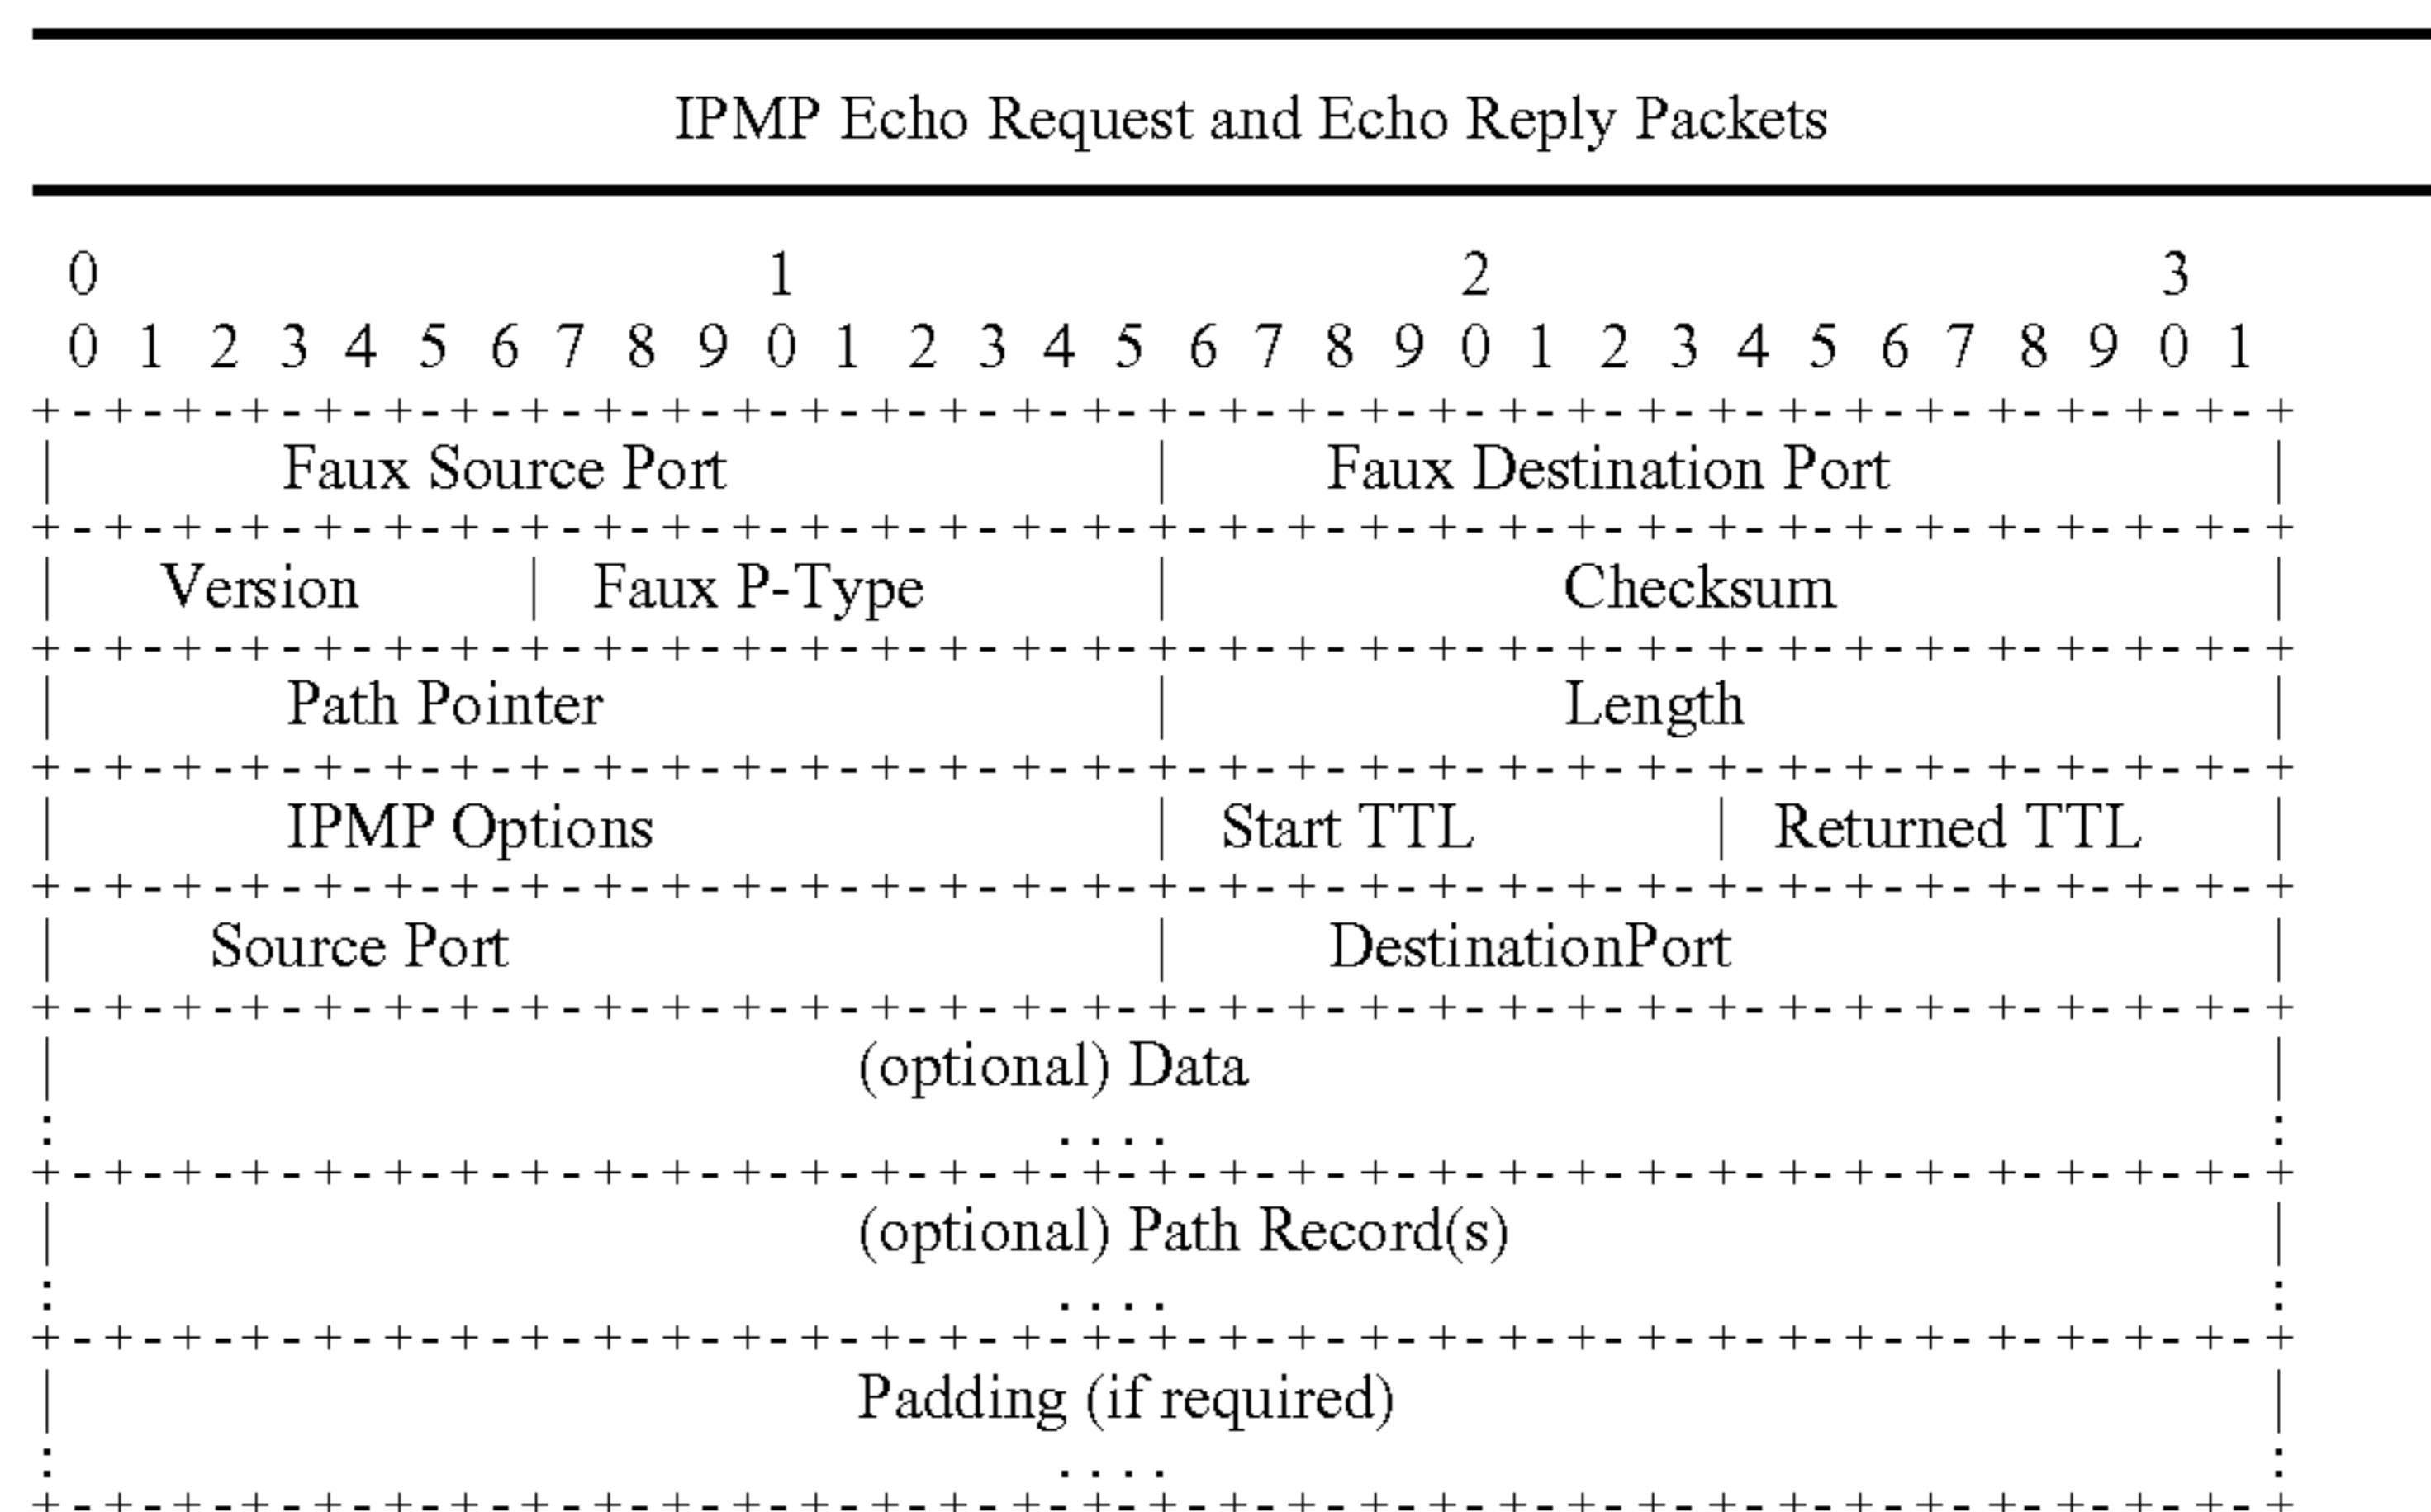 IPMP Echo Request and Echo Reply Packets
0 1 2 3
0 1 2 3 4 5 6 7 8 9 0 1 2 3 4 5 6 7 8 9 0 1 2 3 4 5 6 7 8 9 0 1
+-+-+-+-+-+-+-+-+-+-+-+-+-+-+-+-+-+-+-+-+-+-+-+-+-+-+-+-+-+-+-+-+
| Faux Source Port | Faux Destination Port |
+-+-+-+-+-+-+-+-+-+-+-+-+-+-+-+-+-+-+-+-+-+-+-+-+-+-+-+-+-+-+-+-+
| Version | Faux P-Type | Checksum |
+-+-+-+-+-+-+-+-+-+-+-+-+-+-+-+-+-+-+-+-+-+-+-+-+-+-+-+-+-+-+-+-+
| Path Pointer | Length |
+-+-+-+-+-+-+-+-+-+-+-+-+-+-+-+-+-+-+-+-+-+-+-+-+-+-+-+-+-+-+-+-+
| IPMP Options | Start TTL | Returned TTL |
+-+-+-+-+-+-+-+-+-+-+-+-+-+-+-+-+-+-+-+-+-+-+-+-+-+-+-+-+-+-+-+-+
| Source Port | DestinationPort |
+-+-+-+-+-+-+-+-+-+-+-+-+-+-+-+-+-+-+-+-+-+-+-+-+-+-+-+-+-+-+-+-+
| (optional) Data |
: .... :
+-+-+-+-+-+-+-+-+-+-+-+-+-+-+-+-+-+-+-+-+-+-+-+-+-+-+-+-+-+-+-+-+
| (optional) Path Record(s) |
: .... :
+-+-+-+-+-+-+-+-+-+-+-+-+-+-+-+-+-+-+-+-+-+-+-+-+-+-+-+-+-+-+-+-+
| Padding (if required) |
: .... :
+-+-+-+-+-+-+-+-+-+-+-+-+-+-+-+-+-+-+-+-+-+-+-+-+-+-+-+-+-+-+-+-+